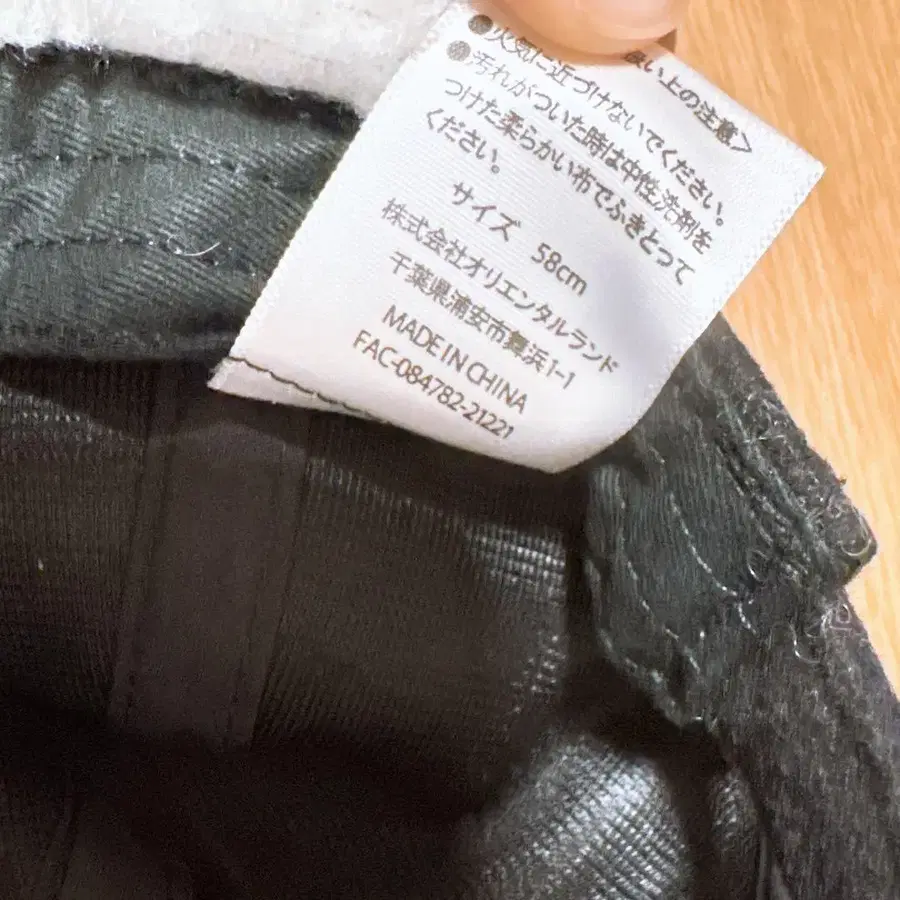 扱い上の注意〉
●火気に近づけないでください。
●汚れがついた時は中性洗剤を
つけた柔らかい布でふきとって
ください。
サイズ 58cm
株式会社オリエンタルランド
千葉県浦安市舞浜1-1
MADE IN CHINA
FAC-084782-21221